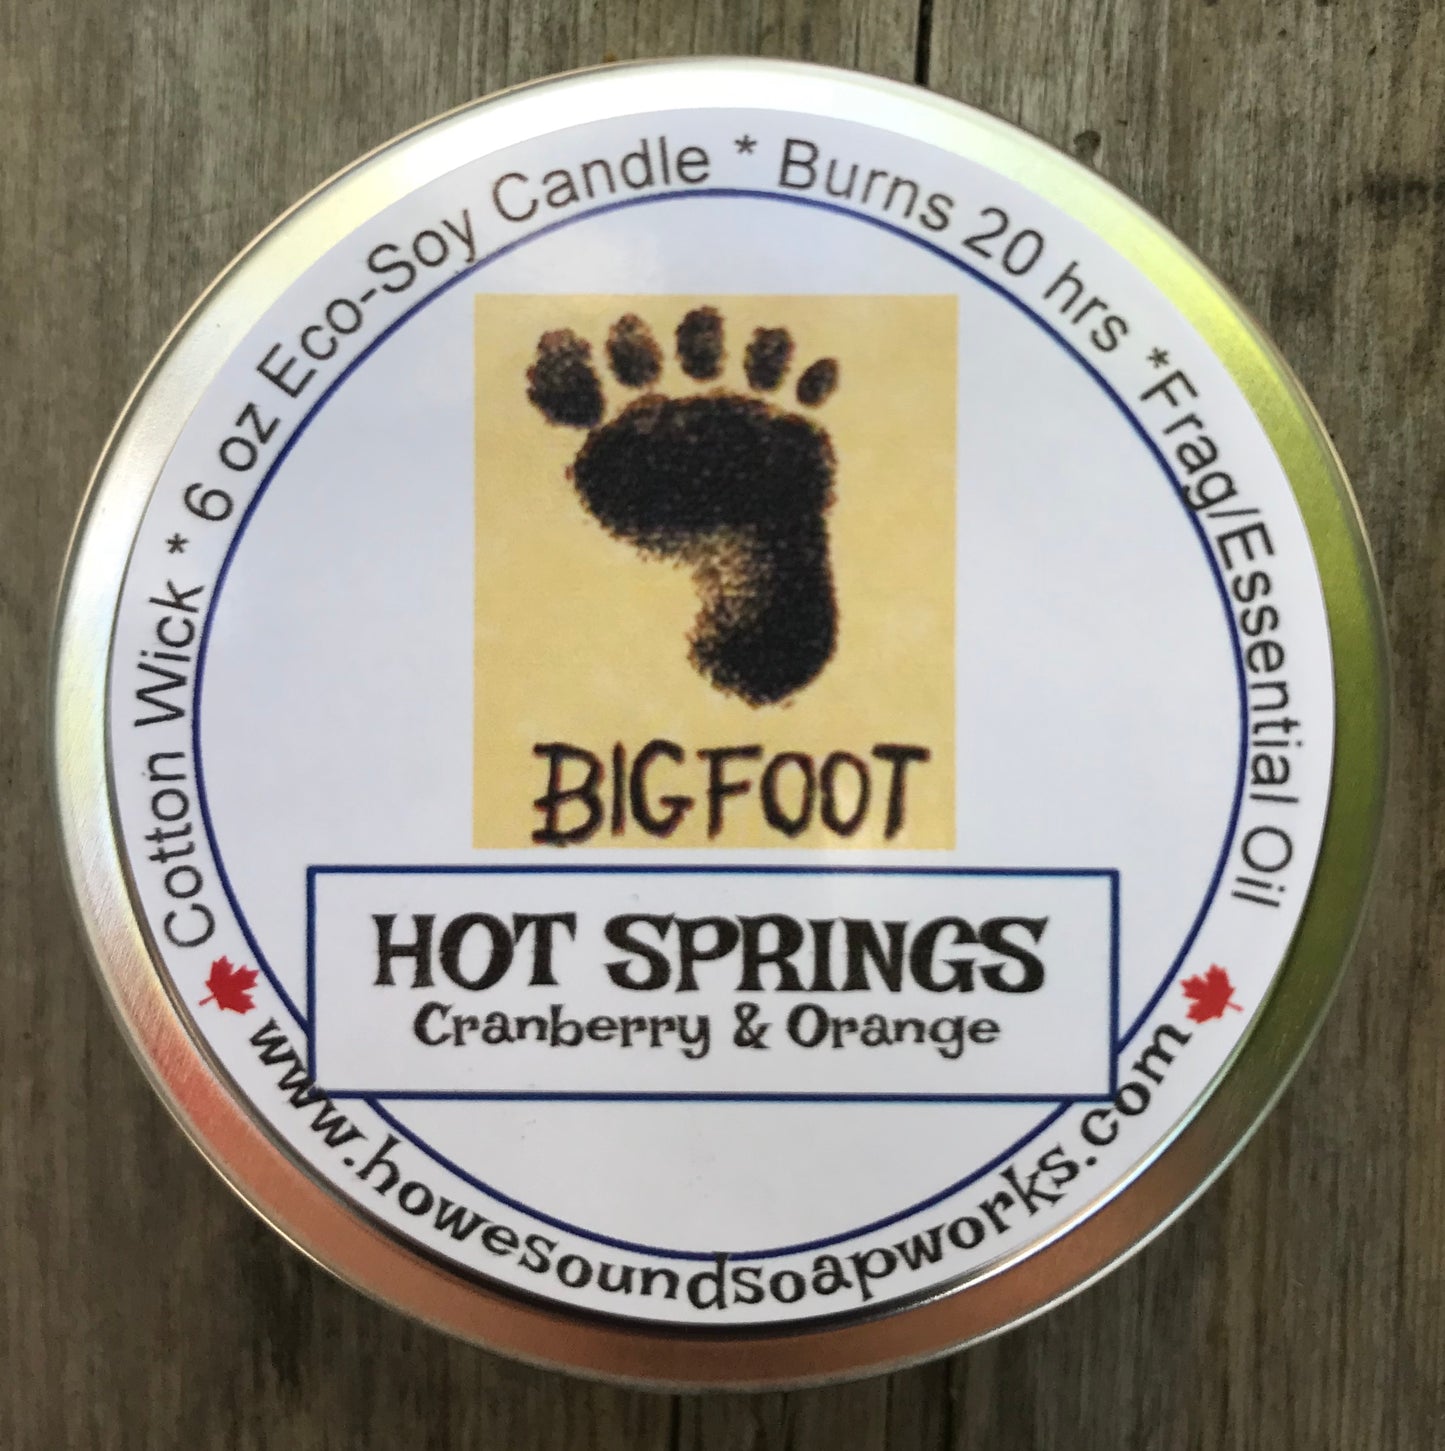 Cotton Wick * 6 oz Eco-Soy Candle * Burns 20 hrs *Frag/Essential Oil
BIGFOOT
HOT SPRINGS
Cranberry & Orange
www.howesoundsoapworks.com